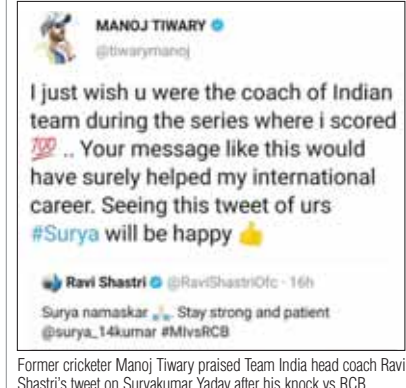 MANOJ TIWARY
@tiwarymanoj
I just wish u were the coach of Indian
team during the series where i scored
💯 .. Your message like this would
have surely helped my international
career. Seeing this tweet of urs
#Surya will be happy 👍
Ravi Shastri @RaviShastriOfc · 16h
Surya namaskar 🙏. Stay strong and patient
@surya_14kumar #MIvsRCB
Former cricketer Manoj Tiwary praised Team India head coach Ravi
Shastri's tweet on Suryakumar Yadav after his knock vs RCB